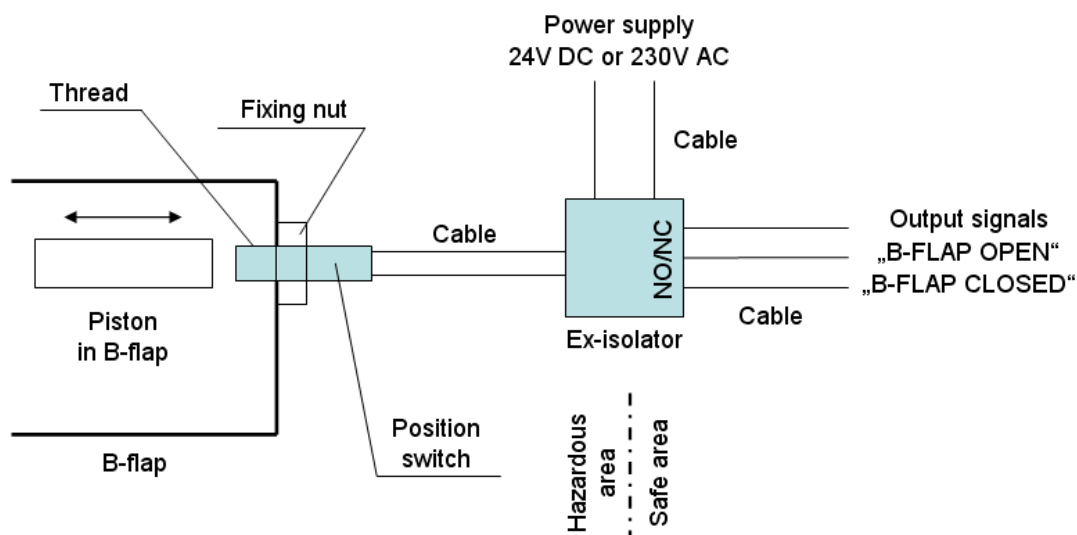 Power supply
24V DC or 230V AC
Thread
Fixing nut
Cable
Cable
Output signals
„B-FLAP OPEN“
„B-FLAP CLOSED“
NO/NC
Cable
Ex-isolator
Piston
in B-flap
Position
switch
B-flap
Hazardous
area
Safe area